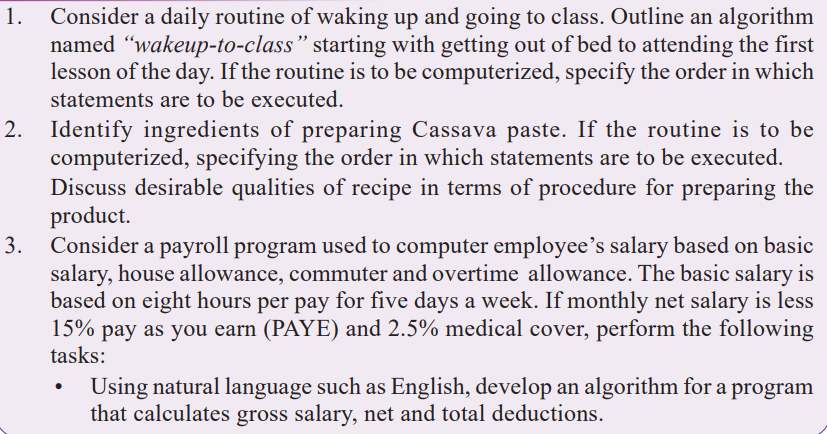 1. Consider a daily routine of waking up and going to class. Outline an algorithm
named “wakeup-to-class” starting with getting out of bed to attending the first
lesson of the day. If the routine is to be computerized, specify the order in which
statements are to be executed.
2. Identify ingredients of preparing Cassava paste. If the routine is to be
computerized, specifying the order in which statements are to be executed.
Discuss desirable qualities of recipe in terms of procedure for preparing the
product.
3. Consider a payroll program used to computer employee’s salary based on basic
salary, house allowance, commuter and overtime allowance. The basic salary is
based on eight hours per pay for five days a week. If monthly net salary is less
15% pay as you earn (PAYE) and 2.5% medical cover, perform the following
tasks:
• Using natural language such as English, develop an algorithm for a program
that calculates gross salary, net and total deductions.